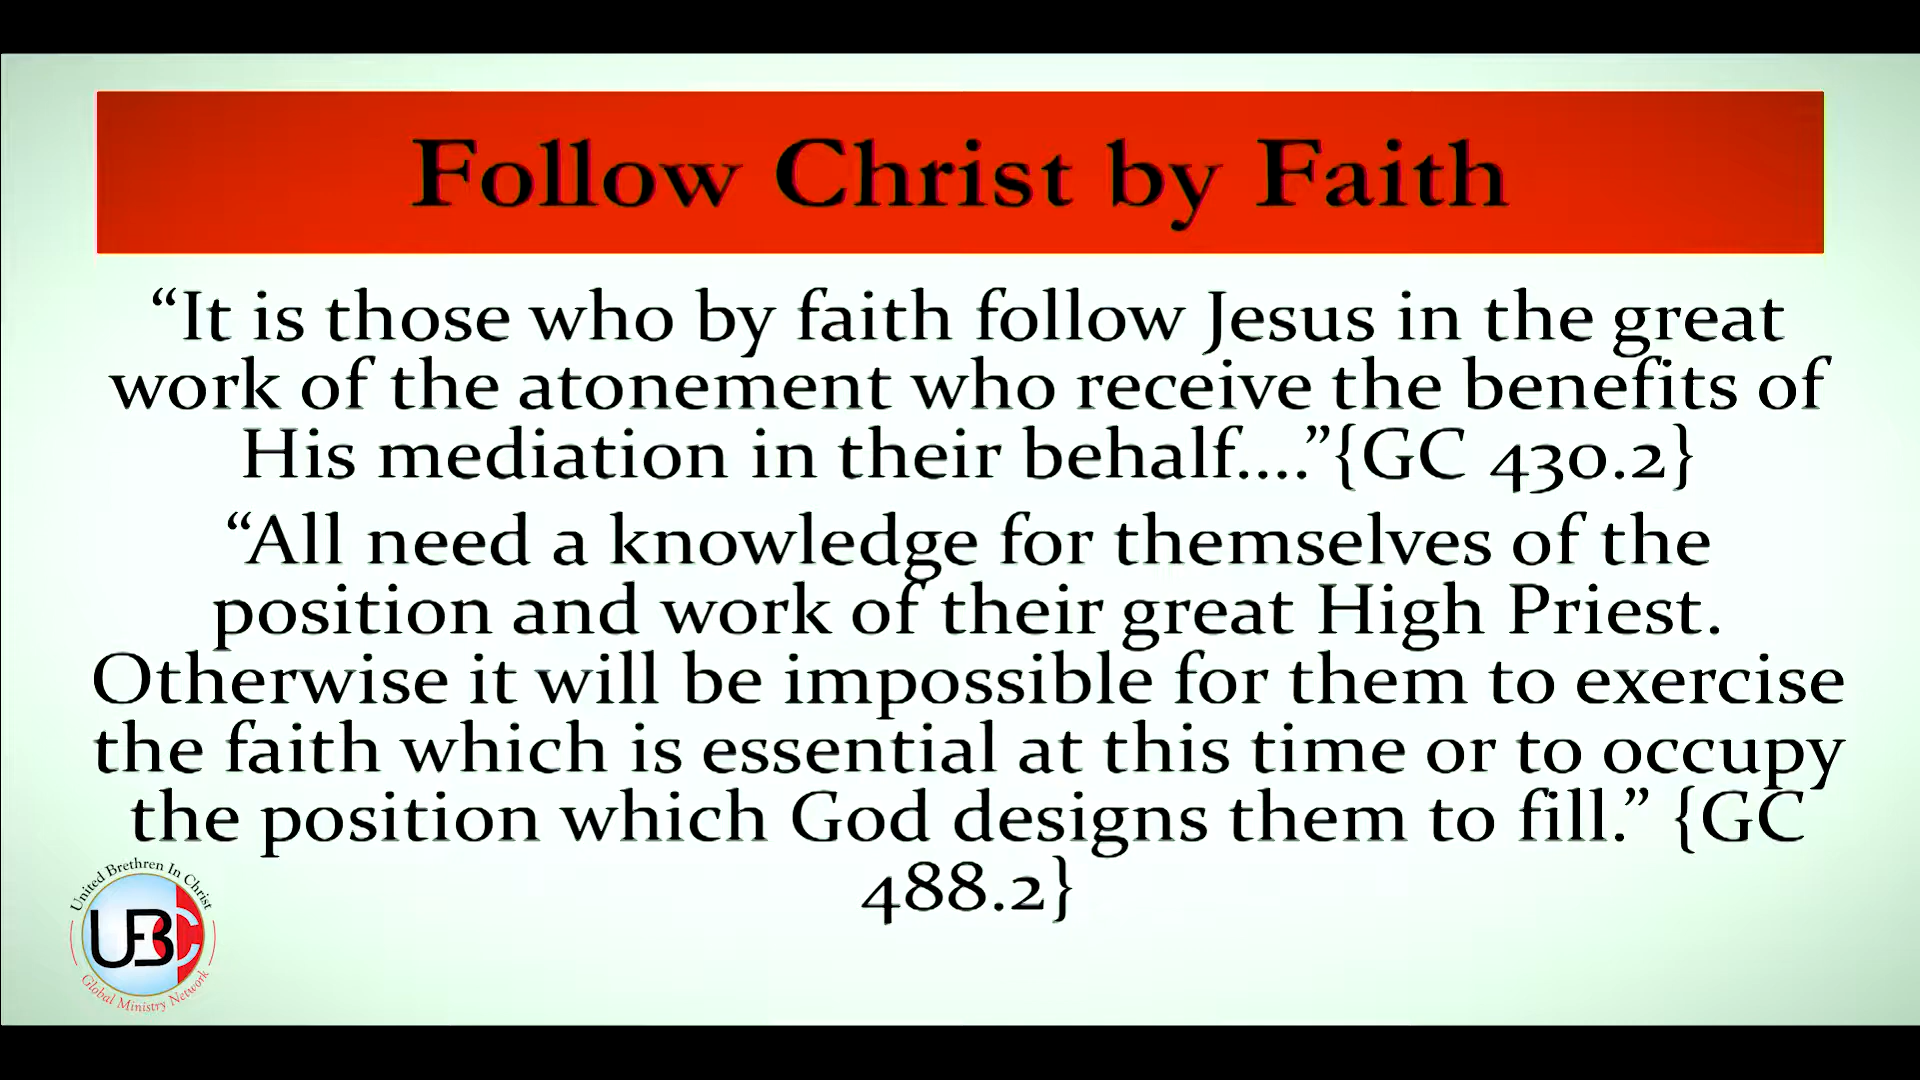 Follow Christ by Faith
“It is those who by faith follow Jesus in the great
work of the atonement who receive the benefits of
His mediation in their behalf....”{GC 430.2}
“All need a knowledge for themselves of the
position and work of their great High Priest.
Otherwise it will be impossible for them to exercise
the faith which is essential at this time or to occupy
the position which God designs them to fill.” {GC
488.2}
United Brethren In Christ
UBC
Global Ministry Network